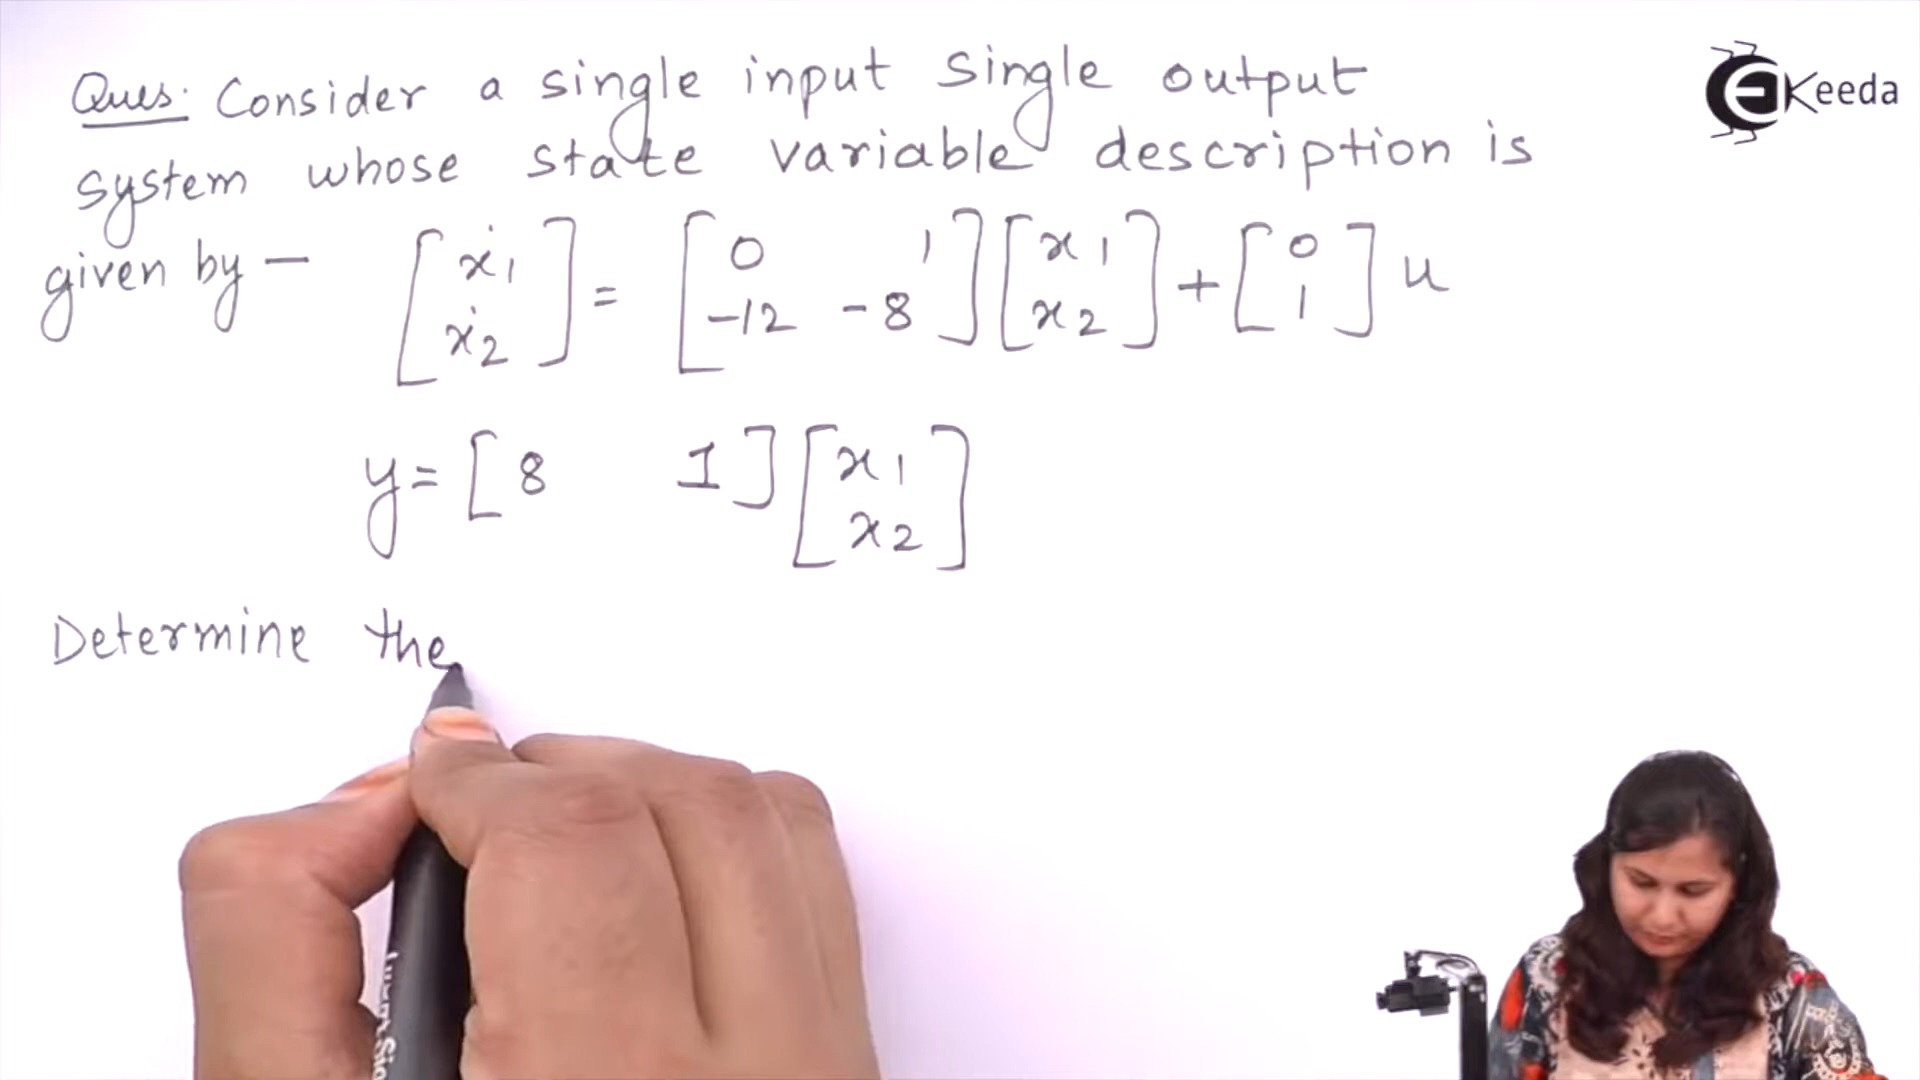 Ques: Consider a single input single output
system whose state variable description is
given by - [ẋ1 ẋ2] = [0 1 -12 -8] [x1 x2] + [0 1] u
y = [8 1] [x1 x2]
Determine the
EKeeda